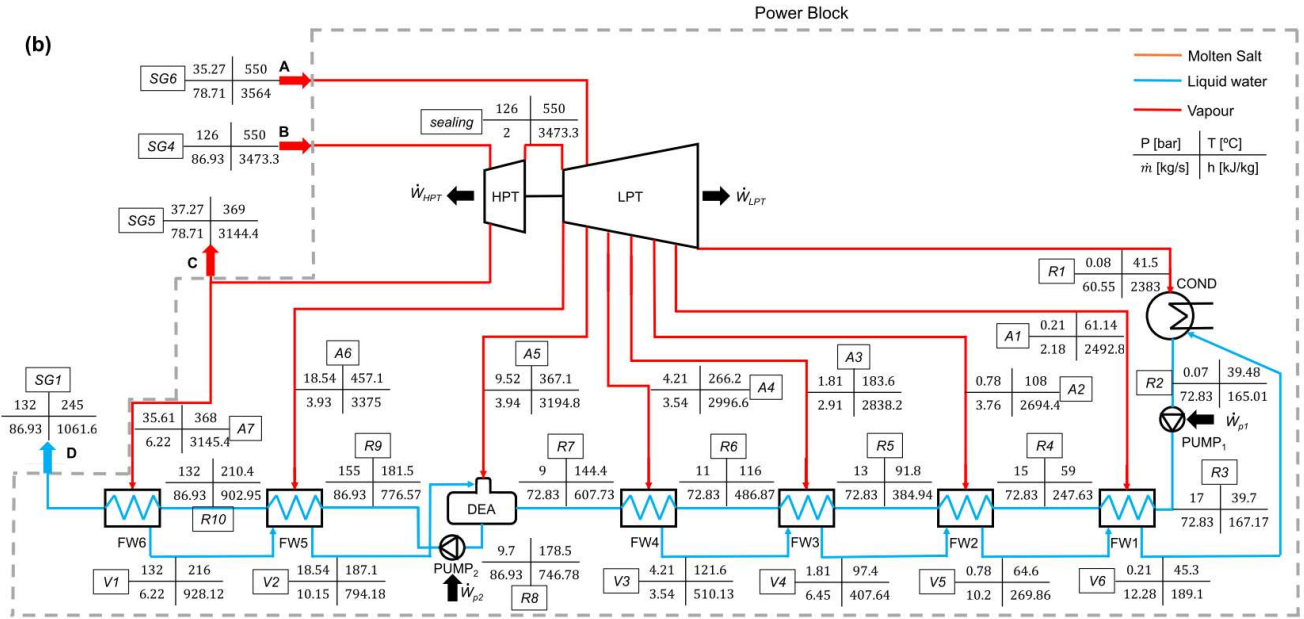 Power Block
(b)
SG6
35.27 550
78.71 3564
A
SG4
126 550
86.93 3473.3
B
SG5
37.27 369
78.71 3144.4
C
sealing
126 550
2 3473.3
Molten Salt
Liquid water
Vapour
P [bar] T [ºC]
ṁ [kg/s] h [kJ/kg]
ẆHPT
HPT
LPT
ẆLPT
R1
0.08 41.5
60.55 2383
COND
A1
0.21 61.14
2.18 2492.8
R2
0.07 39.48
72.83 165.01
Ẇp1
PUMP1
R3
17 39.7
72.83 167.17
A6
18.54 457.1
3.93 3375
A5
9.52 367.1
3.94 3194.8
A4
4.21 266.2
3.54 2996.6
A3
1.81 183.6
2.91 2838.2
A2
0.78 108
3.76 2694.4
SG1
132 245
86.93 1061.6
D
A7
35.61 368
6.22 3145.4
R10
132 210.4
86.93 902.95
R9
155 181.5
86.93 776.57
R7
9 144.4
72.83 607.73
R6
11 116
72.83 486.87
R5
13 91.8
72.83 384.94
R4
15 59
72.83 247.63
DEA
FW6
FW5
PUMP2
Ẇp2
FW4
FW3
FW2
FW1
V1
132 216
6.22 928.12
V2
18.54 187.1
10.15 794.18
R8
9.7 178.5
86.93 746.78
V3
4.21 121.6
3.54 510.13
V4
1.81 97.4
6.45 407.64
V5
0.78 64.6
10.2 269.86
V6
0.21 45.3
12.28 189.1